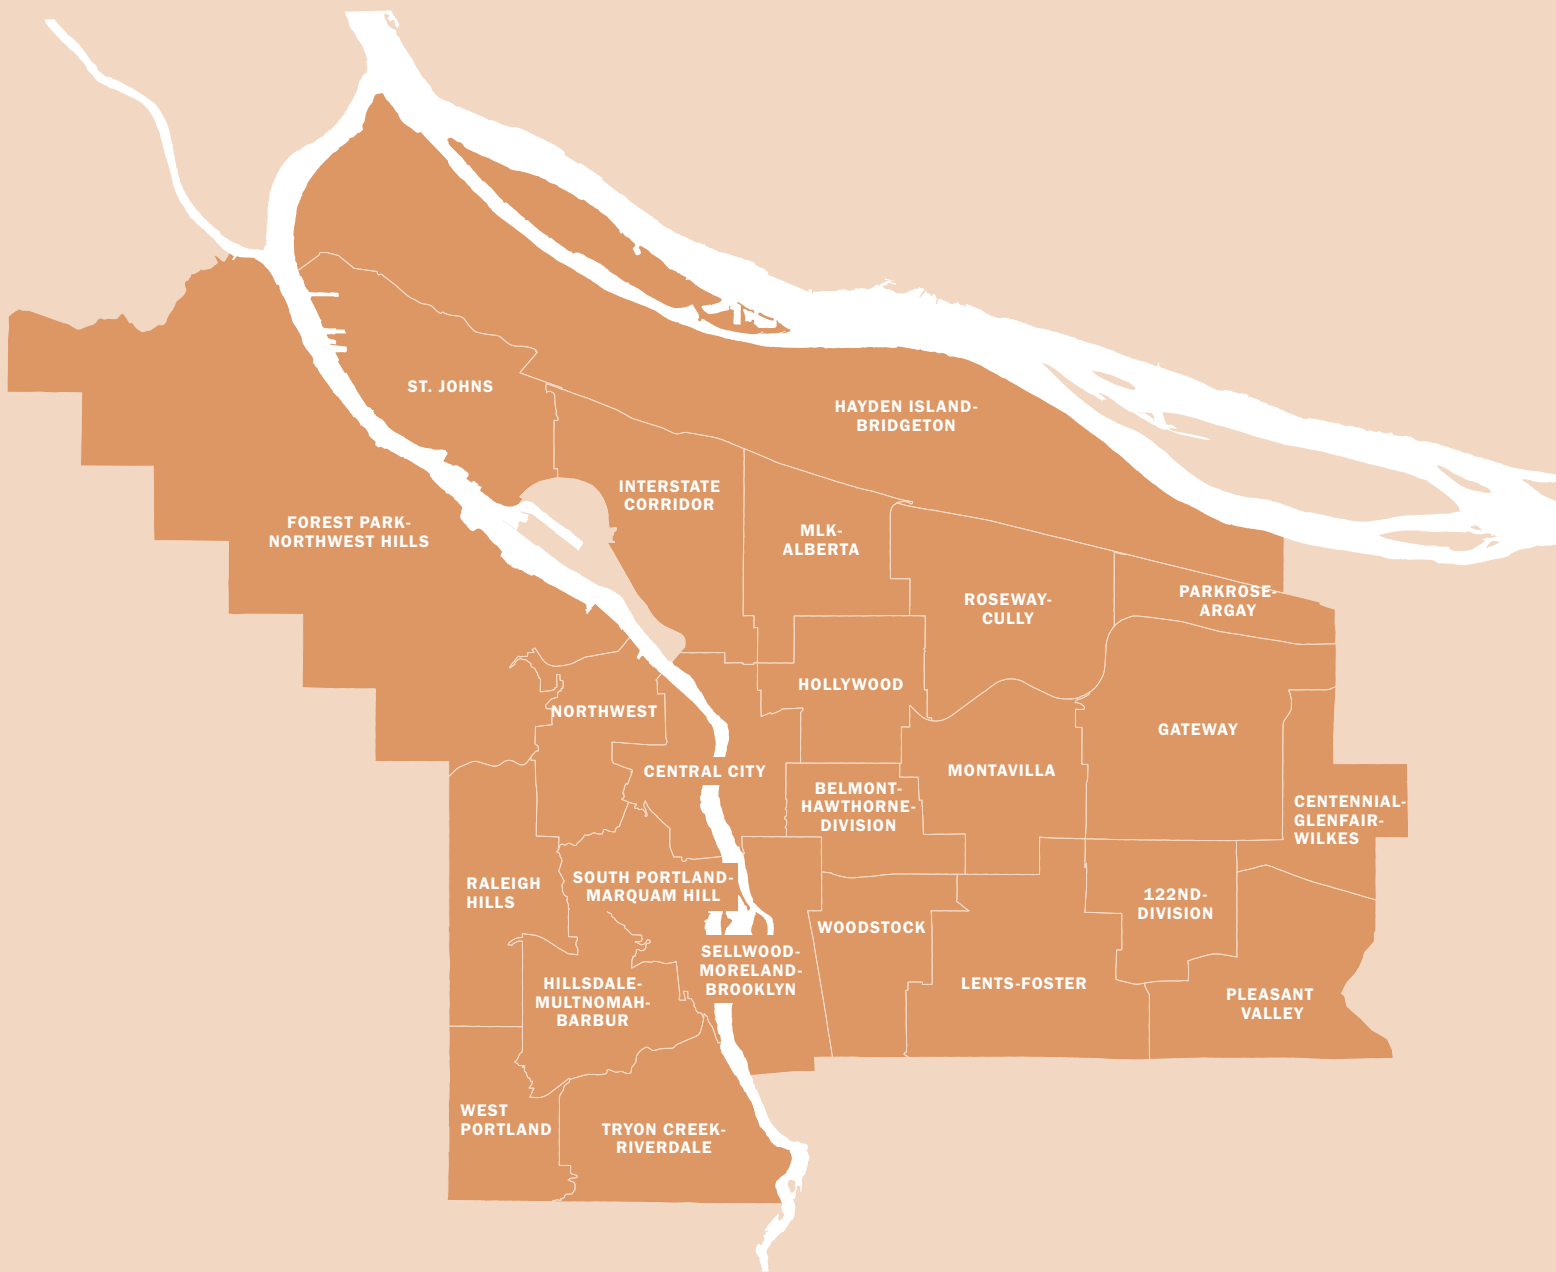 ST. JOHNS
HAYDEN ISLAND-
BRIDGETON
INTERSTATE
CORRIDOR
FOREST PARK-
NORTHWEST HILLS
MLK-
ALBERTA
ROSEWAY-
CULLY
PARKROSE-
ARGAY
HOLLYWOOD
NORTHWEST
GATEWAY
CENTRAL CITY
MONTAVILLA
BELMONT-
HAWTHORNE-
DIVISION
CENTENNIAL-
GLENFAIR-
WILKES
RALEIGH
HILLS
SOUTH PORTLAND-
MARQUAM HILL
122ND-
DIVISION
WOODSTOCK
SELLWOOD-
MORELAND-
BROOKLYN
HILLSDALE-
MULTNOMAH-
BARBUR
LENTS-FOSTER
PLEASANT
VALLEY
WEST
PORTLAND
TRYON CREEK-
RIVERDALE